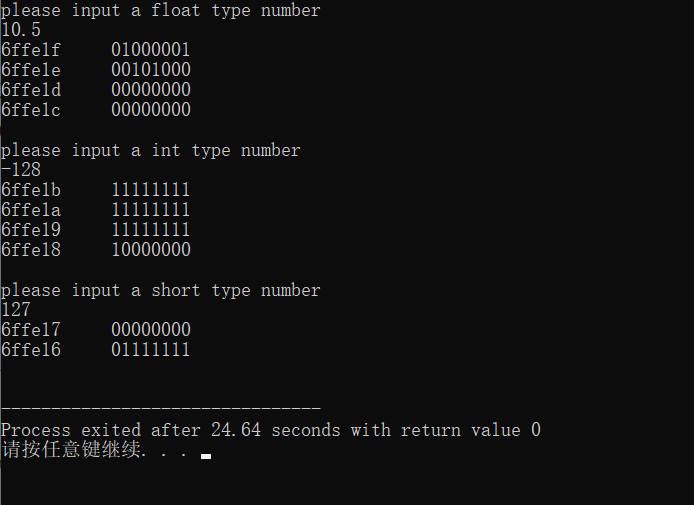 please input a float type number
10.5
6ffe1f     01000001
6ffe1e     00101000
6ffe1d     00000000
6ffe1c     00000000
please input a int type number
-128
6ffe1b     11111111
6ffe1a     11111111
6ffe19     11111111
6ffe18     10000000
please input a short type number
127
6ffe17     00000000
6ffe16     01111111
--------------------------------
Process exited after 24.64 seconds with return value 0
请按任意键继续. . .